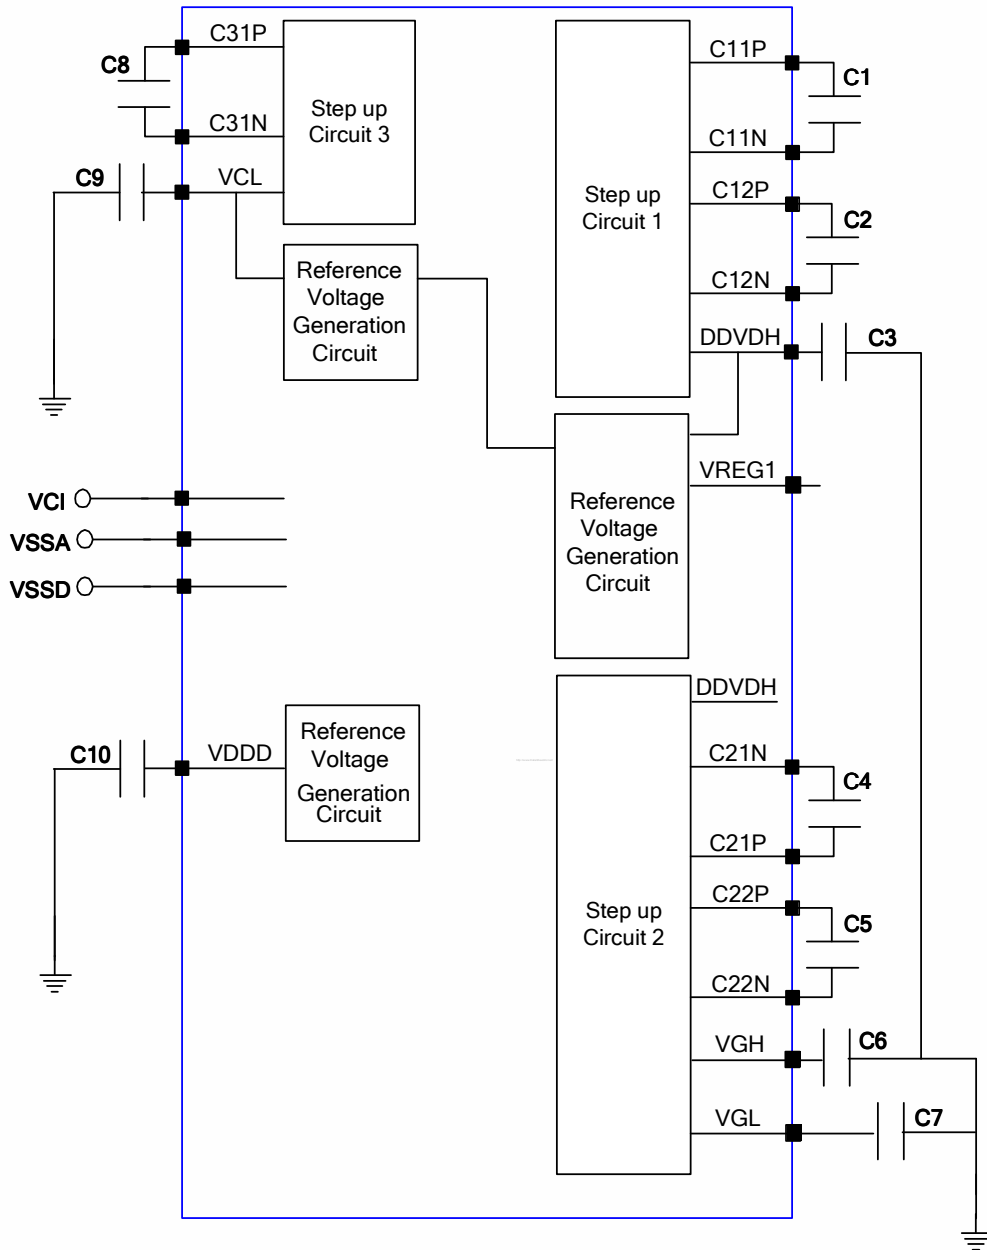 C31P
C8
C31N
Step up
Circuit 3
C9
VCL
Reference
Voltage
Generation
Circuit
C11P
C1
C11N
C12P
Step up
Circuit 1
C2
C12N
DDVDH
C3
VREG1
Reference
Voltage
Generation
Circuit
VCI
VSSA
VSSD
C10
VDDD
Reference
Voltage
Generation
Circuit
DDVDH
C21N
C4
C21P
C22P
Step up
Circuit 2
C5
C22N
VGH
C6
VGL
C7